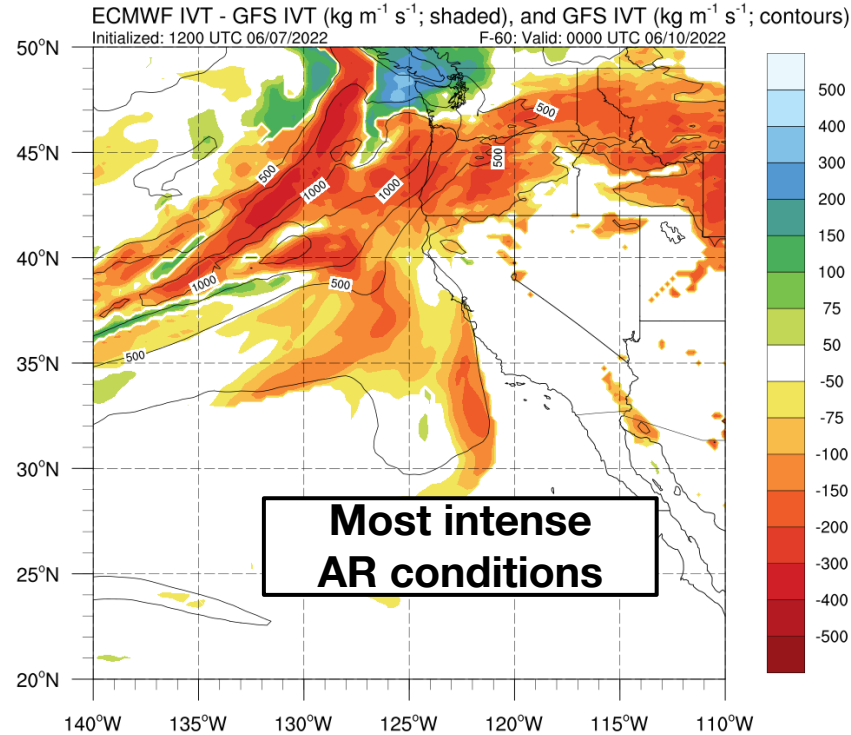 ECMWF IVT - GFS IVT (kg m⁻¹ s⁻¹; shaded), and GFS IVT (kg m⁻¹ s⁻¹; contours)
Initialized: 1200 UTC 06/07/2022 F-60: Valid: 0000 UTC 06/10/2022
50°N
45°N
40°N
35°N
30°N
25°N
20°N
140°W 135°W 130°W 125°W 120°W 115°W 110°W
500
500
500
1000
1000
1000
500
500
Most intense
AR conditions
500
400
300
200
150
100
75
50
-50
-75
-100
-150
-200
-300
-400
-500